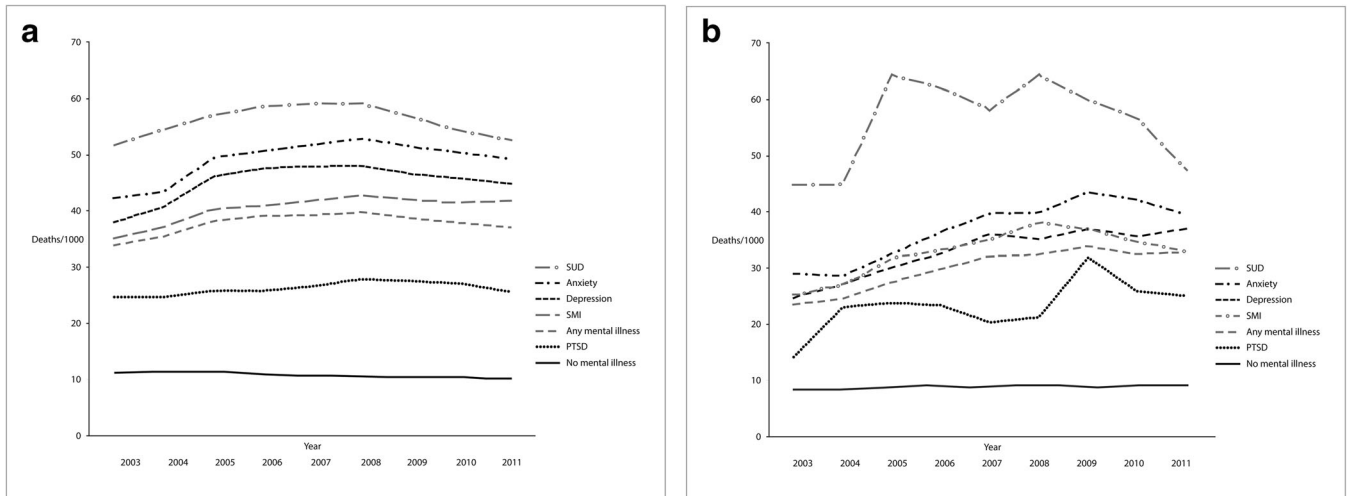 a
70
60
50
40
Deaths/1000
30
20
10
0
Year
2003 2004 2005 2006 2007 2008 2009 2010 2011
SUD
Anxiety
Depression
SMI
Any mental illness
PTSD
No mental illness
b
70
60
50
40
Deaths/1000
30
20
10
0
Year
2003 2004 2005 2006 2007 2008 2009 2010 2011
SUD
Anxiety
Depression
SMI
Any mental illness
PTSD
No mental illness